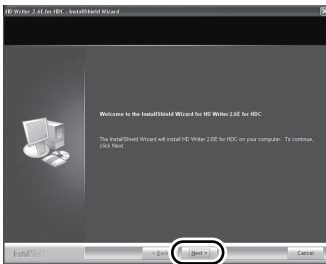 HD Writer 2.6E for HDC - InstallShield Wizard
Welcome to the InstallShield Wizard for HD Writer 2.6E for HDC
The InstallShield Wizard will install HD Writer 2.6E for HDC on your computer. To continue,
click Next.
InstallShield
< Back
Next >
Cancel